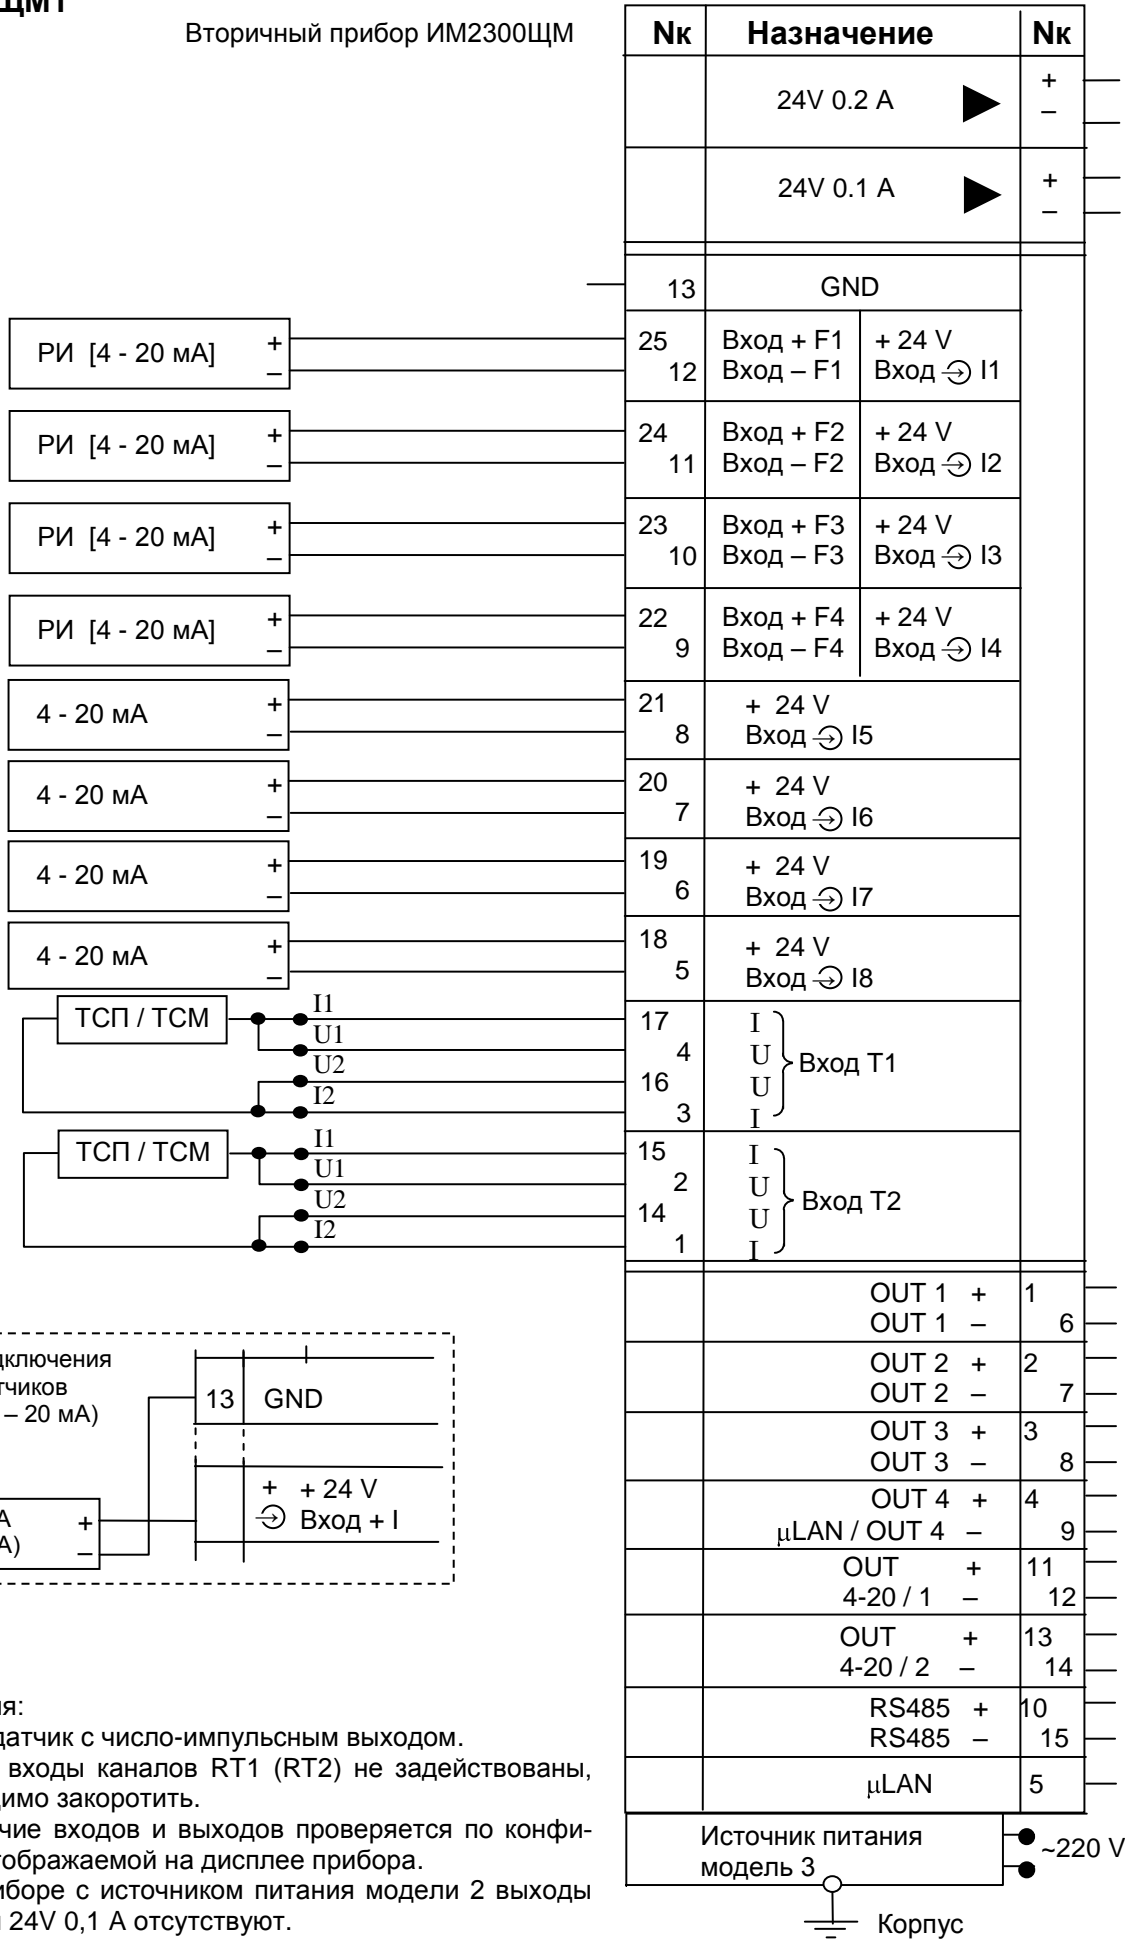 ЩМ1
Вторичный прибор ИМ2300ЩМ
Nк Назначение Nк
24V 0.2 A + –
24V 0.1 A + –
13 GND
РИ [4 - 20 мА] + – 25 12 Вход + F1 Вход – F1 + 24 V Вход I1
РИ [4 - 20 мА] + – 24 11 Вход + F2 Вход – F2 + 24 V Вход I2
РИ [4 - 20 мА] + – 23 10 Вход + F3 Вход – F3 + 24 V Вход I3
РИ [4 - 20 мА] + – 22 9 Вход + F4 Вход – F4 + 24 V Вход I4
4 - 20 мА + – 21 8 + 24 V Вход I5
4 - 20 мА + – 20 7 + 24 V Вход I6
4 - 20 мА + – 19 6 + 24 V Вход I7
4 - 20 мА + – 18 5 + 24 V Вход I8
ТСП / ТСМ I1 U1 U2 I2 17 4 16 3 I U U I Вход Т1
ТСП / ТСМ I1 U1 U2 I2 15 2 14 1 I U U I Вход Т2
OUT 1 + 1
OUT 1 – 6
OUT 2 + 2
OUT 2 – 7
OUT 3 + 3
OUT 3 – 8
OUT 4 + 4
μLAN / OUT 4 – 9
OUT + 11
4-20 / 1 – 12
OUT + 13
4-20 / 2 – 14
RS485 + 10
RS485 – 15
μLAN 5
Источник питания
модель 3
~220 V
Корпус
дключения
тчиков
– 20 мА)
13 GND
+ + 24 V
Вход + I
А +
А) –
ия:
датчик с число-импульсным выходом.
входы каналов RT1 (RT2) не задействованы,
димо закоротить.
чие входов и выходов проверяется по конфи-
тображаемой на дисплее прибора.
иборе с источником питания модели 2 выходы
24V 0,1 А отсутствуют.